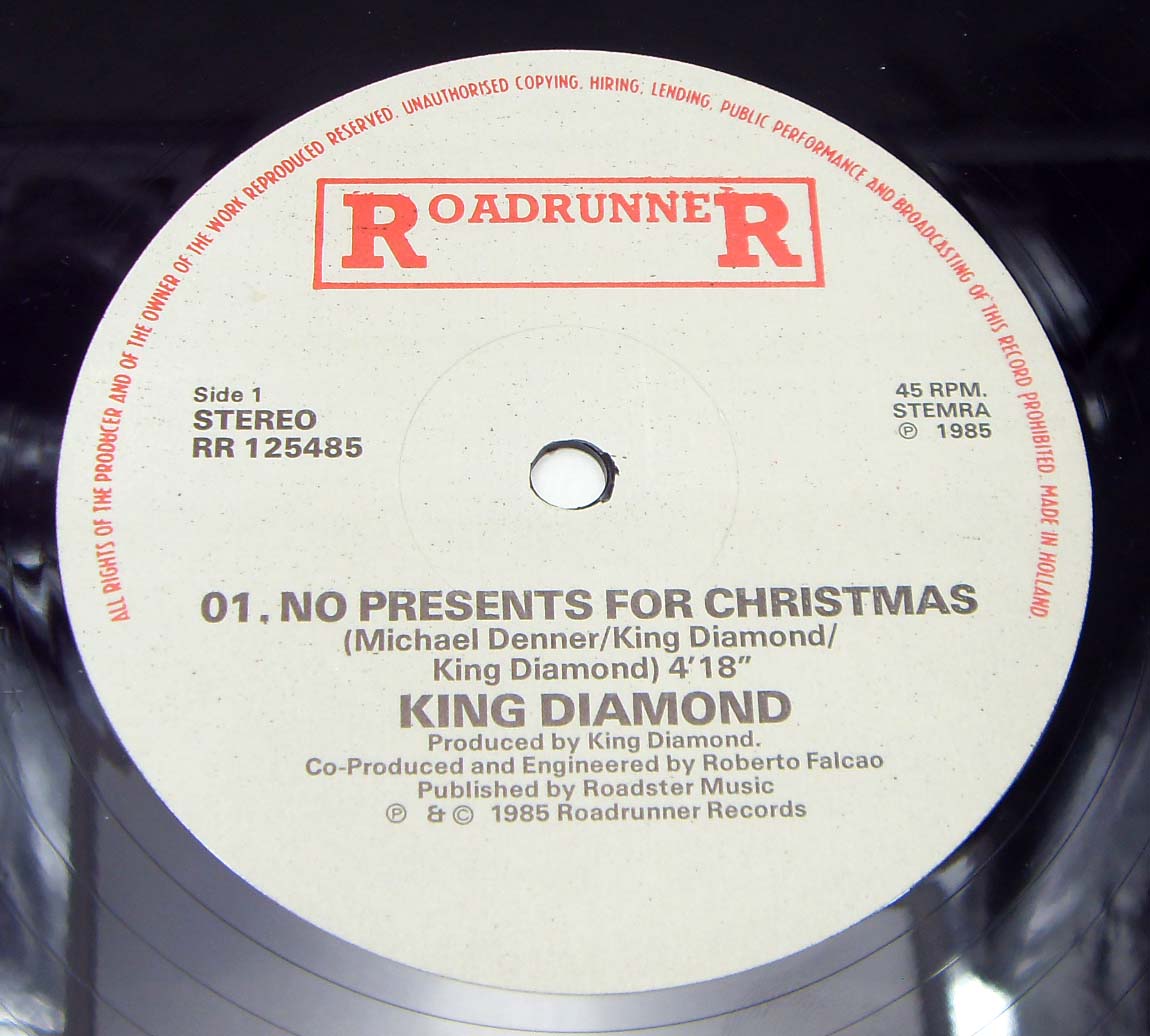 ALL RIGHTS OF THE PRODUCER AND OF THE OWNER OF THE WORK REPRODUCED RESERVED. UNAUTHORISED COPYING, HIRING, LENDING, PUBLIC PERFORMANCE AND BROADCASTING OF THIS RECORD PROHIBITED. MADE IN HOLLAND.
ROADRUNNER
Side 1
STEREO
RR 125485
45 RPM.
STEMRA
℗ 1985
01. NO PRESENTS FOR CHRISTMAS
(Michael Denner/King Diamond/
King Diamond) 4'18"
KING DIAMOND
Produced by King Diamond.
Co-Produced and Engineered by Roberto Falcao
Published by Roadster Music
℗ & © 1985 Roadrunner Records